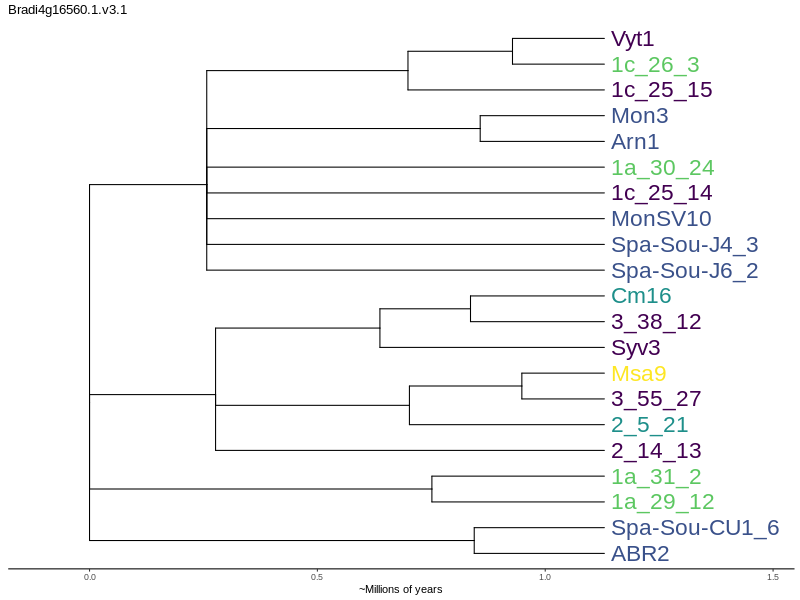 Bradi4g16560.1.v3.1
Vyt1
1c_26_3
1c_25_15
Mon3
Arn1
1a_30_24
1c_25_14
MonSV10
Spa-Sou-J4_3
Spa-Sou-J6_2
Cm16
3_38_12
Syv3
Msa9
3_55_27
2_5_21
2_14_13
1a_31_2
1a_29_12
Spa-Sou-CU1_6
ABR2
0.0 0.5 1.0 1.5
~Millions of years